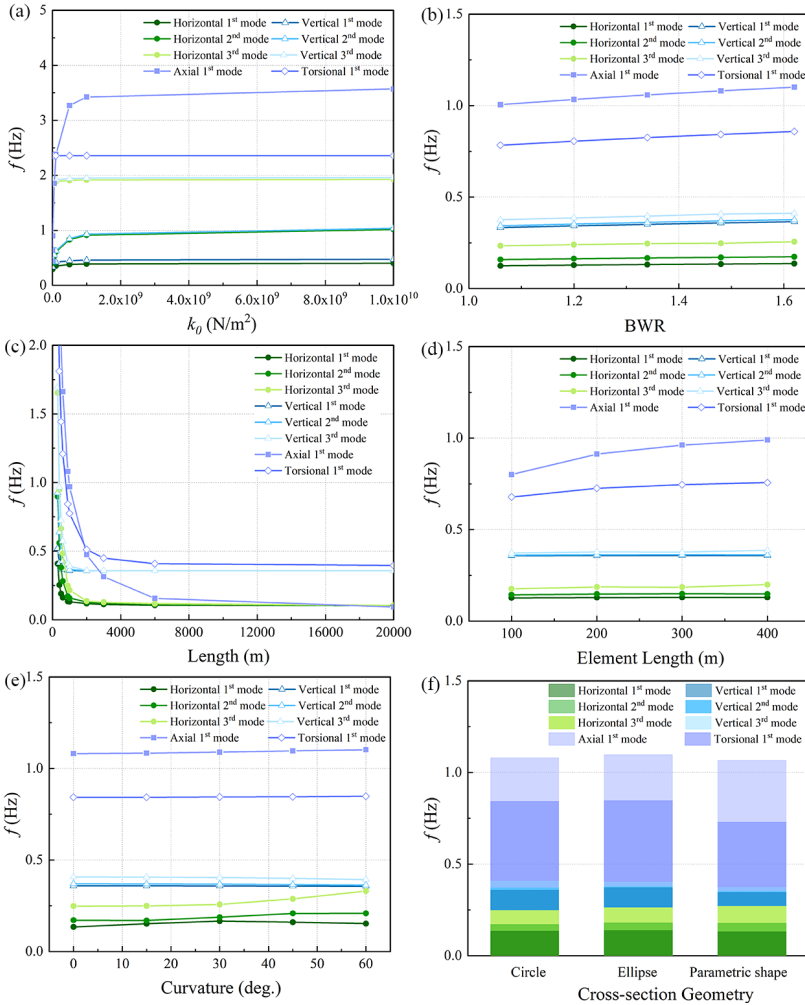 (a)
Horizontal 1st mode Vertical 1st mode
Horizontal 2nd mode Vertical 2nd mode
Horizontal 3rd mode Vertical 3rd mode
Axial 1st mode Torsional 1st mode
f (Hz)
5
4
3
2
1
0
0.0 2.0x10^9 4.0x10^9 6.0x10^9 8.0x10^9 1.0x10^10
k0 (N/m^2)
(b)
Horizontal 1st mode Vertical 1st mode
Horizontal 2nd mode Vertical 2nd mode
Horizontal 3rd mode Vertical 3rd mode
Axial 1st mode Torsional 1st mode
f (Hz)
1.5
1.0
0.5
0.0
1.0 1.2 1.4 1.6
BWR
(c)
Horizontal 1st mode
Horizontal 2nd mode
Horizontal 3rd mode
Vertical 1st mode
Vertical 2nd mode
Vertical 3rd mode
Axial 1st mode
Torsional 1st mode
f (Hz)
2.0
1.5
1.0
0.5
0.0
0 4000 8000 12000 16000 20000
Length (m)
(d)
Horizontal 1st mode Vertical 1st mode
Horizontal 2nd mode Vertical 2nd mode
Horizontal 3rd mode Vertical 3rd mode
Axial 1st mode Torsional 1st mode
f (Hz)
1.5
1.0
0.5
0.0
100 200 300 400
Element Length (m)
(e)
Horizontal 1st mode Vertical 1st mode
Horizontal 2nd mode Vertical 2nd mode
Horizontal 3rd mode Vertical 3rd mode
Axial 1st mode Torsional 1st mode
f (Hz)
1.5
1.0
0.5
0.0
0 10 20 30 40 50 60
Curvature (deg.)
(f)
Horizontal 1st mode Vertical 1st mode
Horizontal 2nd mode Vertical 2nd mode
Horizontal 3rd mode Vertical 3rd mode
Axial 1st mode Torsional 1st mode
f (Hz)
1.5
1.0
0.5
0.0
Circle Ellipse Parametric shape
Cross-section Geometry